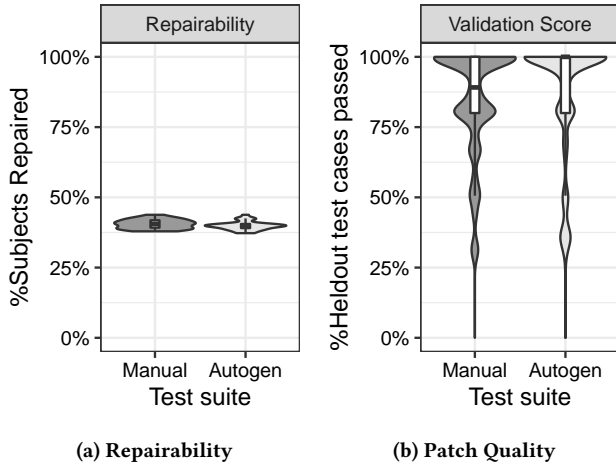 Repairability
%Subjects Repaired
100%
75%
50%
25%
0%
Manual Autogen
Test suite
(a) Repairability
Validation Score
%Heldout test cases passed
100%
75%
50%
25%
0%
Manual Autogen
Test suite
(b) Patch Quality